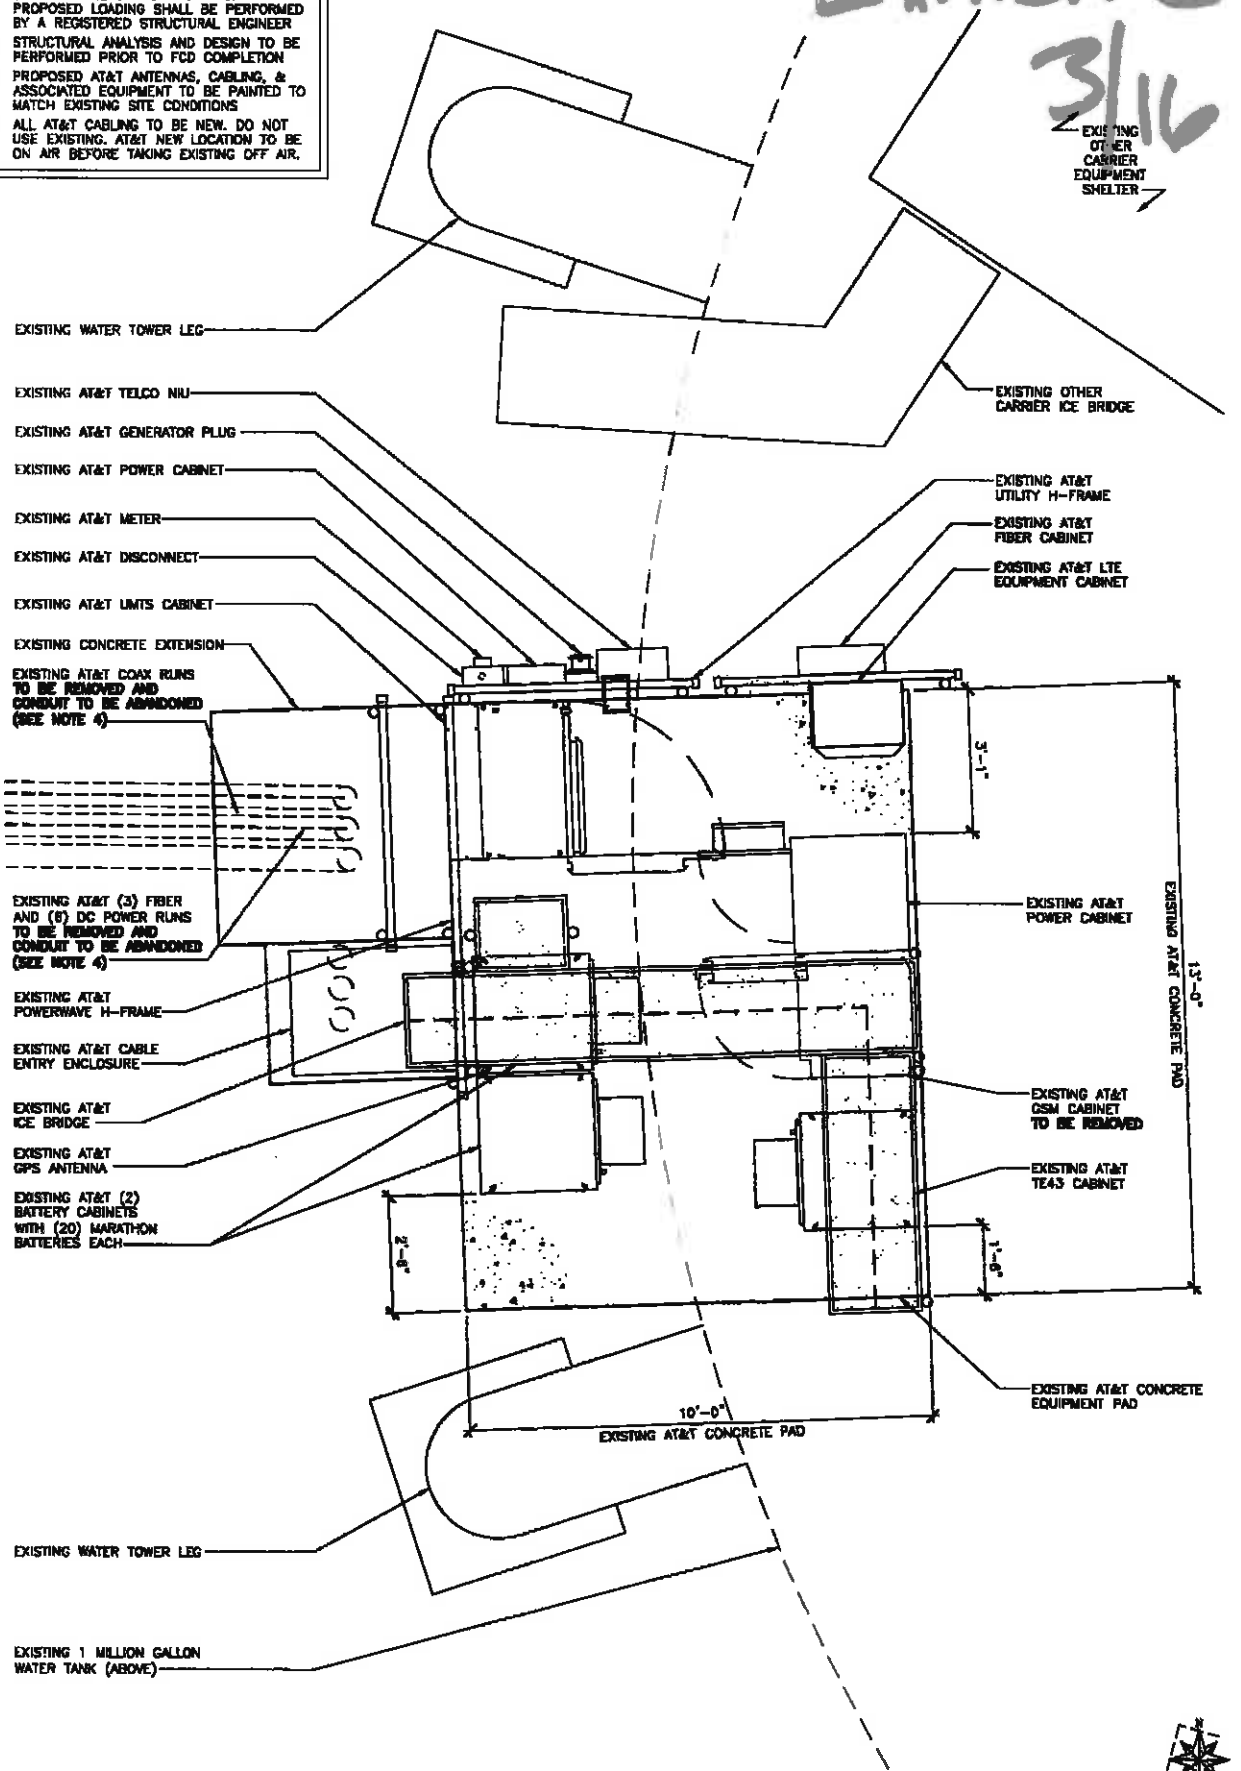 PROPOSED LOADING SHALL BE PERFORMED
BY A REGISTERED STRUCTURAL ENGINEER
STRUCTURAL ANALYSIS AND DESIGN TO BE
PERFORMED PRIOR TO FCD COMPLETION
PROPOSED AT&T ANTENNAS, CABLING, &
ASSOCIATED EQUIPMENT TO BE PAINTED TO
MATCH EXISTING SITE CONDITIONS
ALL AT&T CABLING TO BE NEW. DO NOT
USE EXISTING. AT&T NEW LOCATION TO BE
ON AIR BEFORE TAKING EXISTING OFF AIR.
3/16
EXISTING
OTHER
CARRIER
EQUIPMENT
SHELTER
EXISTING WATER TOWER LEG
EXISTING AT&T TELCO NIU
EXISTING AT&T GENERATOR PLUG
EXISTING AT&T POWER CABINET
EXISTING AT&T METER
EXISTING AT&T DISCONNECT
EXISTING AT&T UMTS CABINET
EXISTING CONCRETE EXTENSION
EXISTING AT&T COAX RUNS
TO BE REMOVED AND
CONDUIT TO BE ABANDONED
(SEE NOTE 4)
EXISTING AT&T (3) FIBER
AND (6) DC POWER RUNS
TO BE REMOVED AND
CONDUIT TO BE ABANDONED
(SEE NOTE 4)
EXISTING AT&T
POWERWAVE H-FRAME
EXISTING AT&T CABLE
ENTRY ENCLOSURE
EXISTING AT&T
ICE BRIDGE
EXISTING AT&T
GPS ANTENNA
EXISTING AT&T (2)
BATTERY CABINETS
WITH (20) MARATHON
BATTERIES EACH
EXISTING OTHER
CARRIER ICE BRIDGE
EXISTING AT&T
UTILITY H-FRAME
EXISTING AT&T
FIBER CABINET
EXISTING AT&T LTE
EQUIPMENT CABINET
3'-1"
EXISTING AT&T
POWER CABINET
13'-0"
EXISTING AT&T CONCRETE PAD
EXISTING AT&T
GSM CABINET
TO BE REMOVED
EXISTING AT&T
TE43 CABINET
2'-8"
1'-6"
EXISTING AT&T CONCRETE
EQUIPMENT PAD
10'-0"
EXISTING AT&T CONCRETE PAD
EXISTING WATER TOWER LEG
EXISTING 1 MILLION GALLON
WATER TANK (ABOVE)